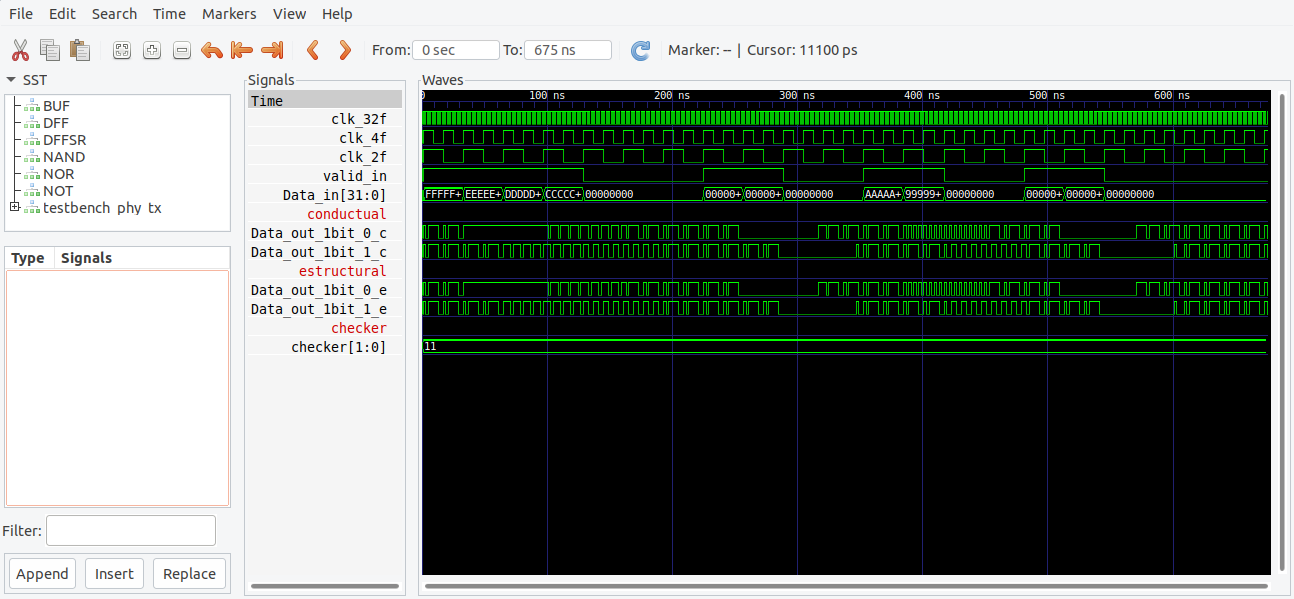 File Edit Search Time Markers View Help
From: 0 sec To: 675 ns Marker: -- | Cursor: 11100 ps
SST
BUF
DFF
DFFSR
NAND
NOR
NOT
testbench_phy_tx
Type Signals
Filter:
Append Insert Replace
Signals
Time
clk_32f
clk_4f
clk_2f
valid_in
Data_in[31:0]
conductual
Data_out_1bit_0_c
Data_out_1bit_1_c
estructural
Data_out_1bit_0_e
Data_out_1bit_1_e
checker
checker[1:0]
Waves
0 100 ns 200 ns 300 ns 400 ns 500 ns 600 ns
FFFFF+ EEEEE+ DDDDD+ CCCCC+ 00000000 00000+ 00000+ 00000000 AAAAA+ 99999+ 00000000 00000+ 00000+ 00000000
11